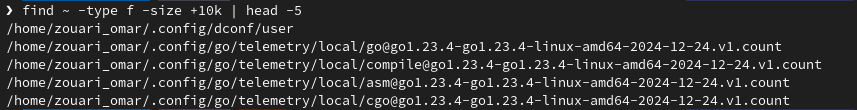 ❯ find ~ -type f -size +10k | head -5
/home/zouari_omar/.config/dconf/user
/home/zouari_omar/.config/go/telemetry/local/go@go1.23.4-go1.23.4-linux-amd64-2024-12-24.v1.count
/home/zouari_omar/.config/go/telemetry/local/compile@go1.23.4-go1.23.4-linux-amd64-2024-12-24.v1.count
/home/zouari_omar/.config/go/telemetry/local/asm@go1.23.4-go1.23.4-linux-amd64-2024-12-24.v1.count
/home/zouari_omar/.config/go/telemetry/local/cgo@go1.23.4-go1.23.4-linux-amd64-2024-12-24.v1.count